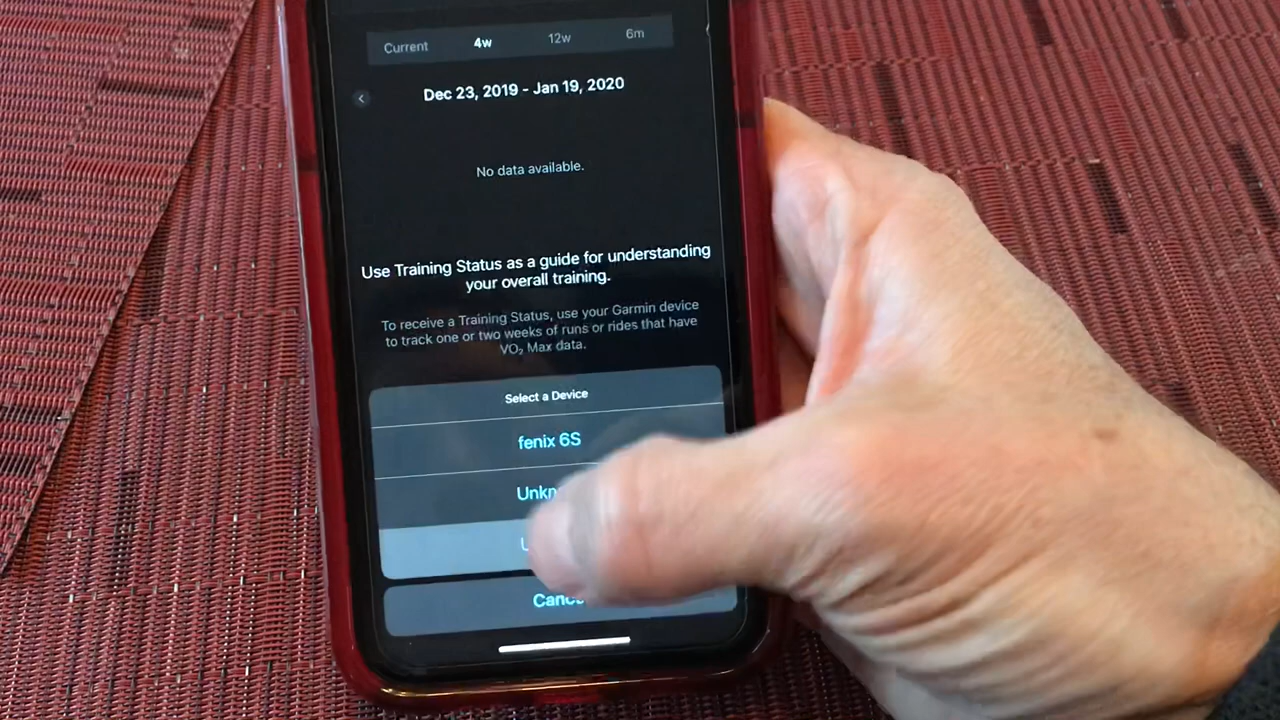 Current 4w 12w 6m
Dec 23, 2019 - Jan 19, 2020
No data available.
Use Training Status as a guide for understanding
your overall training.
To receive a Training Status, use your Garmin device
to track one or two weeks of runs or rides that have
VO₂ Max data.
Select a Device
fenix 6S